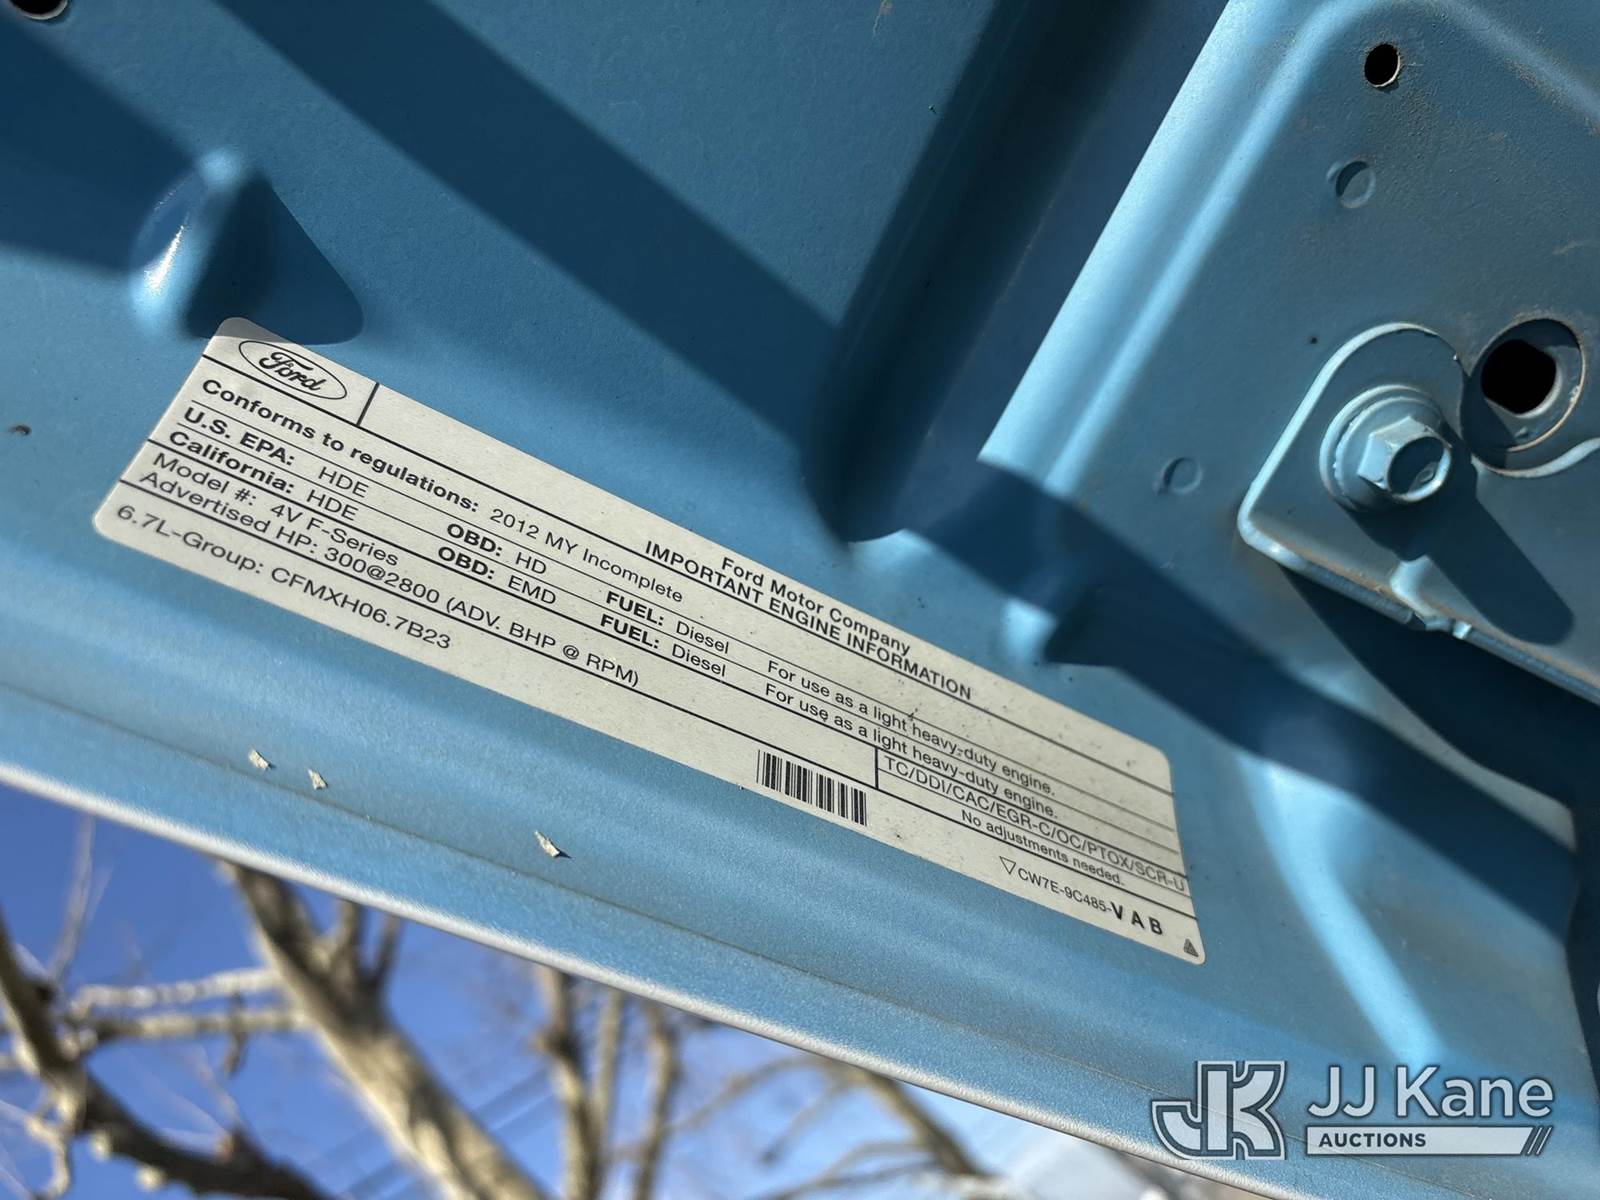 Ford
Ford Motor Company
IMPORTANT ENGINE INFORMATION
Conforms to regulations: 2012 MY Incomplete
U.S. EPA: HDE OBD: HD FUEL: Diesel For use as a light heavy-duty engine.
California: HDE OBD: EMD FUEL: Diesel For use as a light heavy-duty engine.
Model #: 4V F-Series TC/DDI/CAC/EGR-C/OC/PTOX/SCR-U
Advertised HP: 300@2800 (ADV. BHP @ RPM) No adjustments needed.
6.7L-Group: CFMXH06.7B23
CW7E-9C485-VAB
JK JJ Kane
AUCTIONS